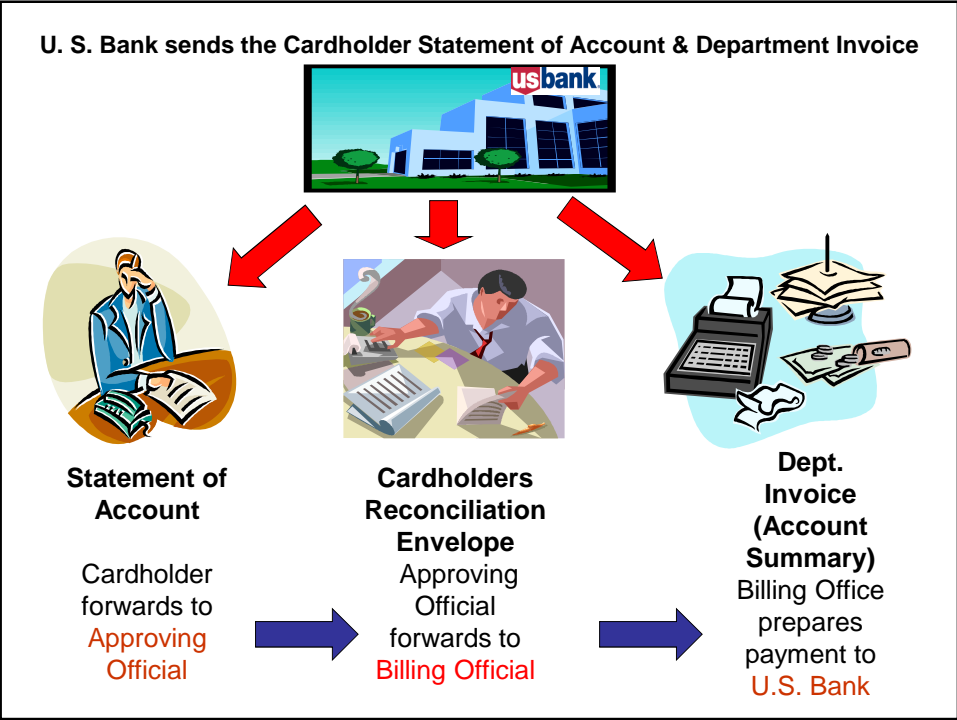 U. S. Bank sends the Cardholder Statement of Account & Department Invoice
usbank.
Statement of
Account
Cardholder
forwards to
Approving
Official
Cardholders
Reconciliation
Envelope
Approving
Official
forwards to
Billing Official
Dept.
Invoice
(Account
Summary)
Billing Office
prepares
payment to
U.S. Bank